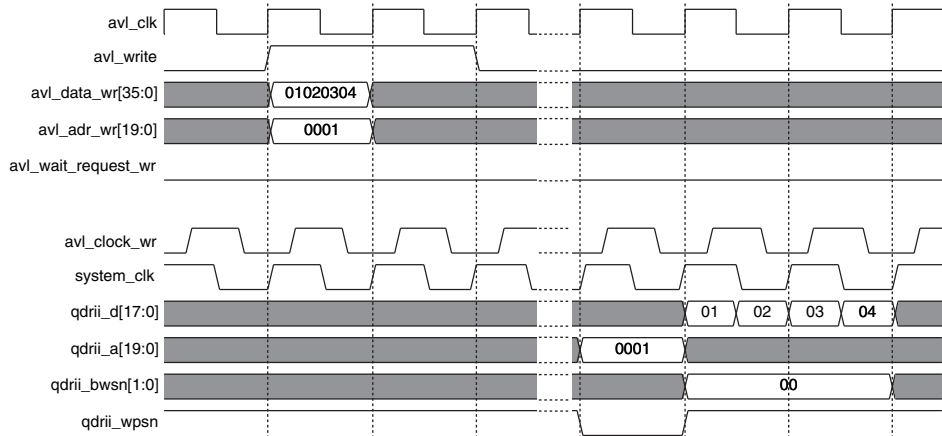 avl_clk
avl_write
avl_data_wr[35:0] 01020304
avl_adr_wr[19:0] 0001
avl_wait_request_wr
avl_clock_wr
system_clk
qdrii_d[17:0] 01 02 03 04
qdrii_a[19:0] 0001
qdrii_bwsn[1:0] 00
qdrii_wpsn